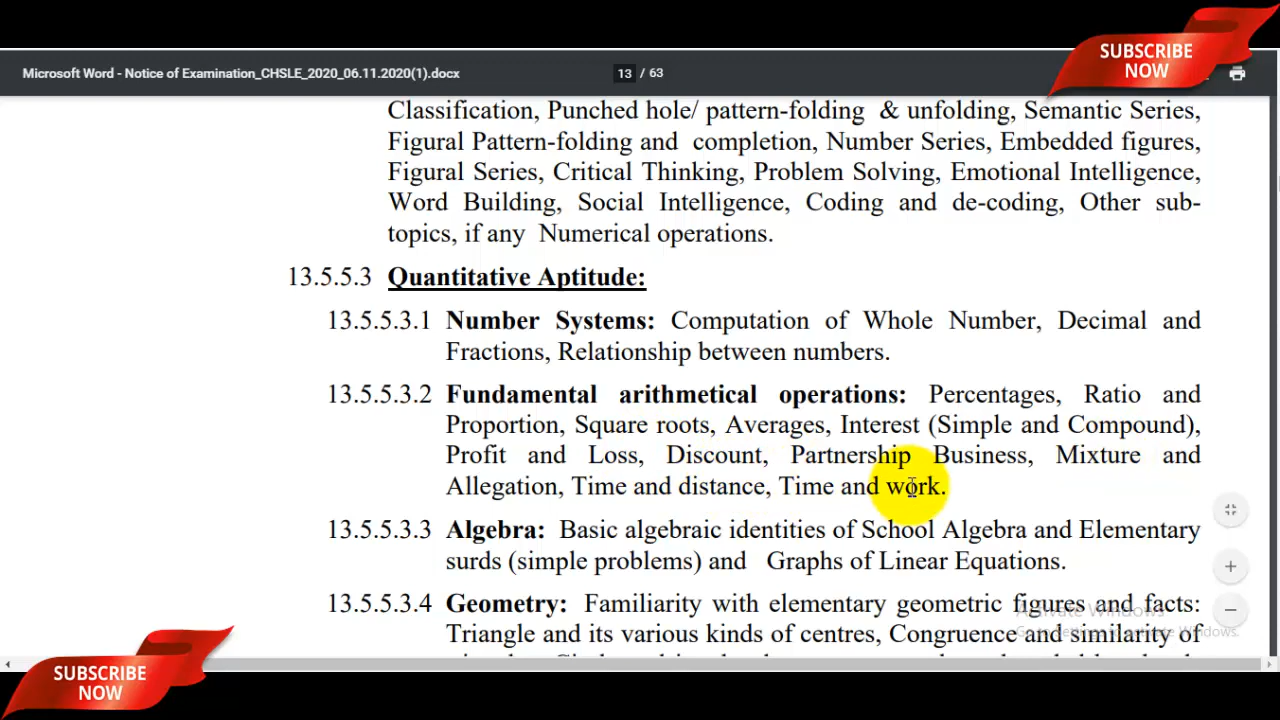 SUBSCRIBE
NOW
Microsoft Word - Notice of Examination_CHSLE_2020_06.11.2020(1).docx
13 / 63
Classification, Punched hole/ pattern-folding & unfolding, Semantic Series,
Figural Pattern-folding and completion, Number Series, Embedded figures,
Figural Series, Critical Thinking, Problem Solving, Emotional Intelligence,
Word Building, Social Intelligence, Coding and de-coding, Other sub-
topics, if any Numerical operations.
13.5.5.3 Quantitative Aptitude:
13.5.5.3.1 Number Systems: Computation of Whole Number, Decimal and
Fractions, Relationship between numbers.
13.5.5.3.2 Fundamental arithmetical operations: Percentages, Ratio and
Proportion, Square roots, Averages, Interest (Simple and Compound),
Profit and Loss, Discount, Partnership Business, Mixture and
Allegation, Time and distance, Time and work.
13.5.5.3.3 Algebra: Basic algebraic identities of School Algebra and Elementary
surds (simple problems) and Graphs of Linear Equations.
13.5.5.3.4 Geometry: Familiarity with elementary geometric figures and facts:
Triangle and its various kinds of centres, Congruence and similarity of
Activate Windows
Go to Settings to activate Windows.
SUBSCRIBE
NOW